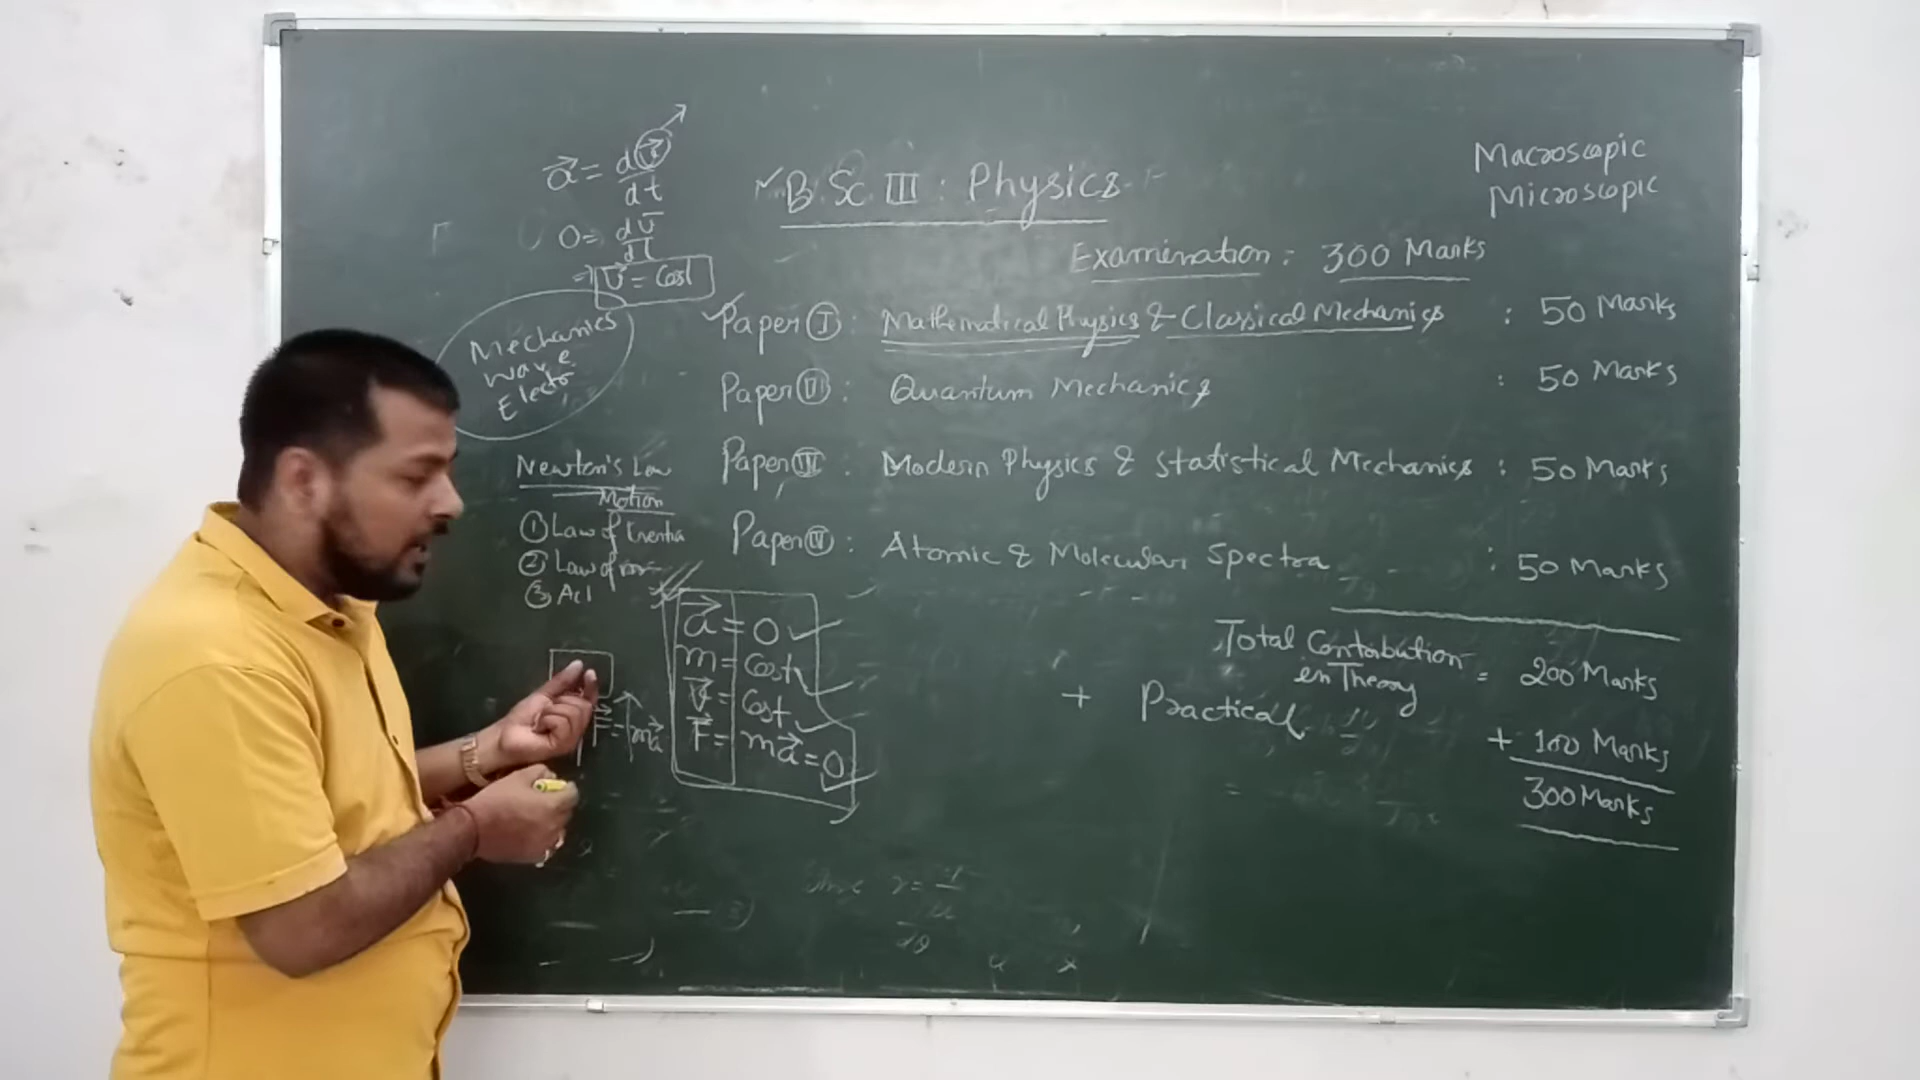 a⃗ = dv⃗/dt
0 = dv̄/dt
⇒ v⃗ = Cost
Mechanics
Wave
Electro
Newton's Law
Motion
① Law of Inertia
② Law of
③ Act
F⃗ = ma⃗
a⃗ = 0
m = Cost
v⃗ = Cost
F⃗ = ma⃗ = 0
✓ B.Sc III : Physics
Macroscopic
Microscopic
Examination : 300 Marks
Paper Ⓘ : Mathematical Physics & Classical Mechanics : 50 Marks
Paper (II) : Quantum Mechanics : 50 Marks
Paper (III) : Modern Physics & Statistical Mechanics : 50 Marks
Paper (IV) : Atomic & Molecular Spectra : 50 Marks
Total Contribution
en Theory = 200 Marks
+ Practical + 100 Marks
300 Marks